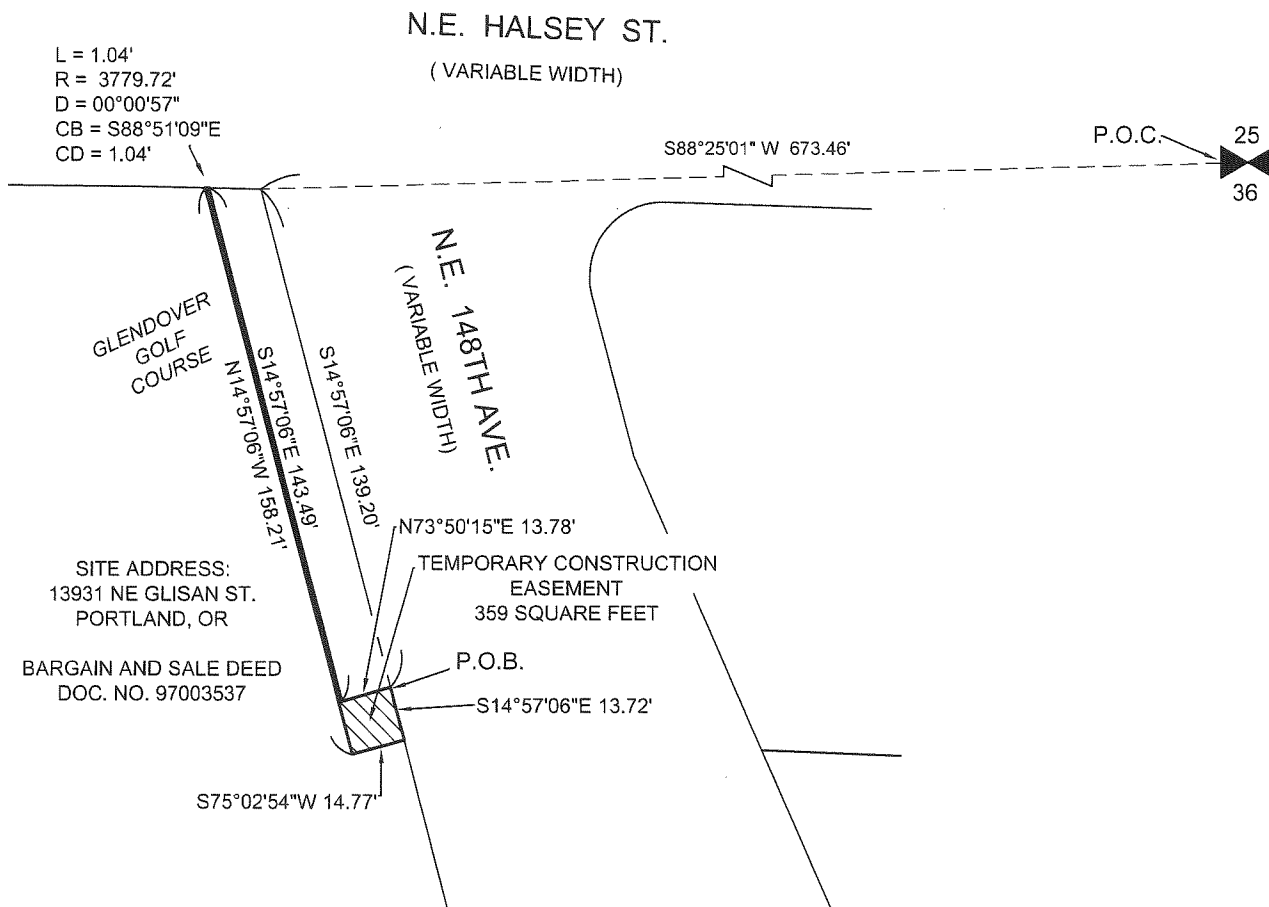 N.E. HALSEY ST.
( VARIABLE WIDTH)
L = 1.04'
R = 3779.72'
D = 00°00'57"
CB = S88°51'09"E
CD = 1.04'
S88°25'01" W 673.46'
P.O.C.
25
36
N.E. 148TH AVE.
( VARIABLE WIDTH)
GLENDOVER
GOLF
COURSE
S14°57'06"E 143.49'
N14°57'06"W 158.21'
S14°57'06"E 139.20'
N73°50'15"E 13.78'
TEMPORARY CONSTRUCTION
EASEMENT
359 SQUARE FEET
SITE ADDRESS:
13931 NE GLISAN ST.
PORTLAND, OR
BARGAIN AND SALE DEED
DOC. NO. 97003537
P.O.B.
S14°57'06"E 13.72'
S75°02'54"W 14.77'